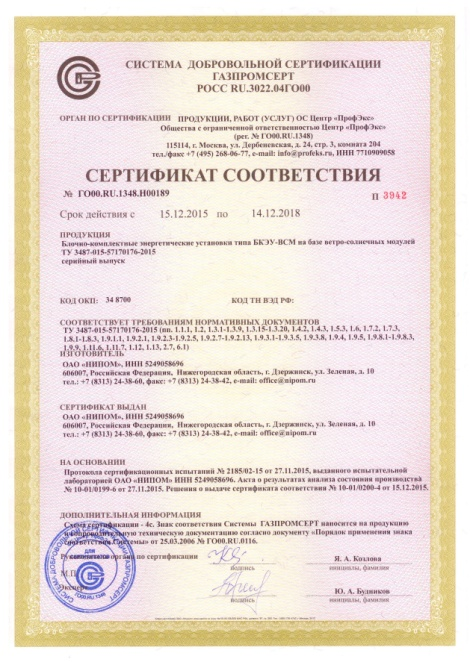 СИСТЕМА ДОБРОВОЛЬНОЙ СЕРТИФИКАЦИИ
ГАЗПРОМСЕРТ
РОСС RU.3022.04ГО00
ОРГАН ПО СЕРТИФИКАЦИИ ПРОДУКЦИИ, РАБОТ (УСЛУГ) ОС Центр «ПрофЭкс»
Общества с ограниченной ответственностью Центр «ПрофЭкс»
(рег. № ГО00.RU.1348)
115114, г. Москва, ул. Дербеневская, д. 24, стр. 3, комната 204
тел./факс +7 (495) 268-06-77, e-mail: info@profeks.ru, ИНН 7710909058
СЕРТИФИКАТ СООТВЕТСТВИЯ
№ ГО00.RU.1348.Н00189
П 3942
Срок действия с 15.12.2015 по 14.12.2018
ПРОДУКЦИЯ
Блочно-комплектные энергетические установки типа БКЭУ-ВСМ на базе ветро-солнечных модулей
ТУ 3487-015-57170176-2015
серийный выпуск
КОД ОКП: 34 8700 КОД ТН ВЭД РФ:
СООТВЕТСТВУЕТ ТРЕБОВАНИЯМ НОРМАТИВНЫХ ДОКУМЕНТОВ
ТУ 3487-015-57170176-2015 (пп. 1.1.1, 1.2, 1.3.1-1.3.9, 1.3.15-1.3.20, 1.4.2, 1.4.3, 1.5.3, 1.6, 1.7.2, 1.7.3,
1.8.1-1.8.3, 1.9.1.1, 1.9.2.1, 1.9.2.3-1.9.2.5, 1.9.2.7-1.9.2.13, 1.9.3.1-1.9.3.5, 1.9.3.8, 1.9.4, 1.9.5, 1.9.8.1-1.9.8.3,
1.9.9, 1.11.6, 1.11.7, 1.12, 1.13, 2.7, 6.1)
ИЗГОТОВИТЕЛЬ
ОАО «НИПОМ», ИНН 5249058696
606007, Российская Федерация, Нижегородская область, г. Дзержинск, ул. Зеленая, д. 10
тел.: +7 (8313) 24-38-60, факс: +7 (8313) 24-38-42, e-mail: office@nipom.ru
СЕРТИФИКАТ ВЫДАН
ОАО «НИПОМ», ИНН 5249058696
606007, Российская Федерация, Нижегородская область, г. Дзержинск, ул. Зеленая, д. 10
тел.: +7 (8313) 24-38-60, факс: +7 (8313) 24-38-42, e-mail: office@nipom.ru
НА ОСНОВАНИИ
Протокола сертификационных испытаний № 2185/02-15 от 27.11.2015, выданного испытательной
лабораторией ОАО «НИПОМ» ИНН 5249058696. Акта о результатах анализа состояния производства
№ 10-01/0199-6 от 27.11.2015. Решения о выдаче сертификата соответствия № 10-01/0200-4 от 15.12.2015.
ДОПОЛНИТЕЛЬНАЯ ИНФОРМАЦИЯ
Схема сертификации - 4с. Знак соответствия Системы ГАЗПРОМСЕРТ наносится на продукцию
и сопроводительную техническую документацию согласно документу «Порядок применения знака
соответствия Системы» от 25.03.2006 № ГО00.RU.0116.
Руководитель органа по сертификации Я. А. Козлова
подпись инициалы, фамилия
М.П.
Эксперт Ю. А. Будников
подпись инициалы, фамилия
ДЛЯ СЕРТИФИКАТОВ
ГО00.RU.1348